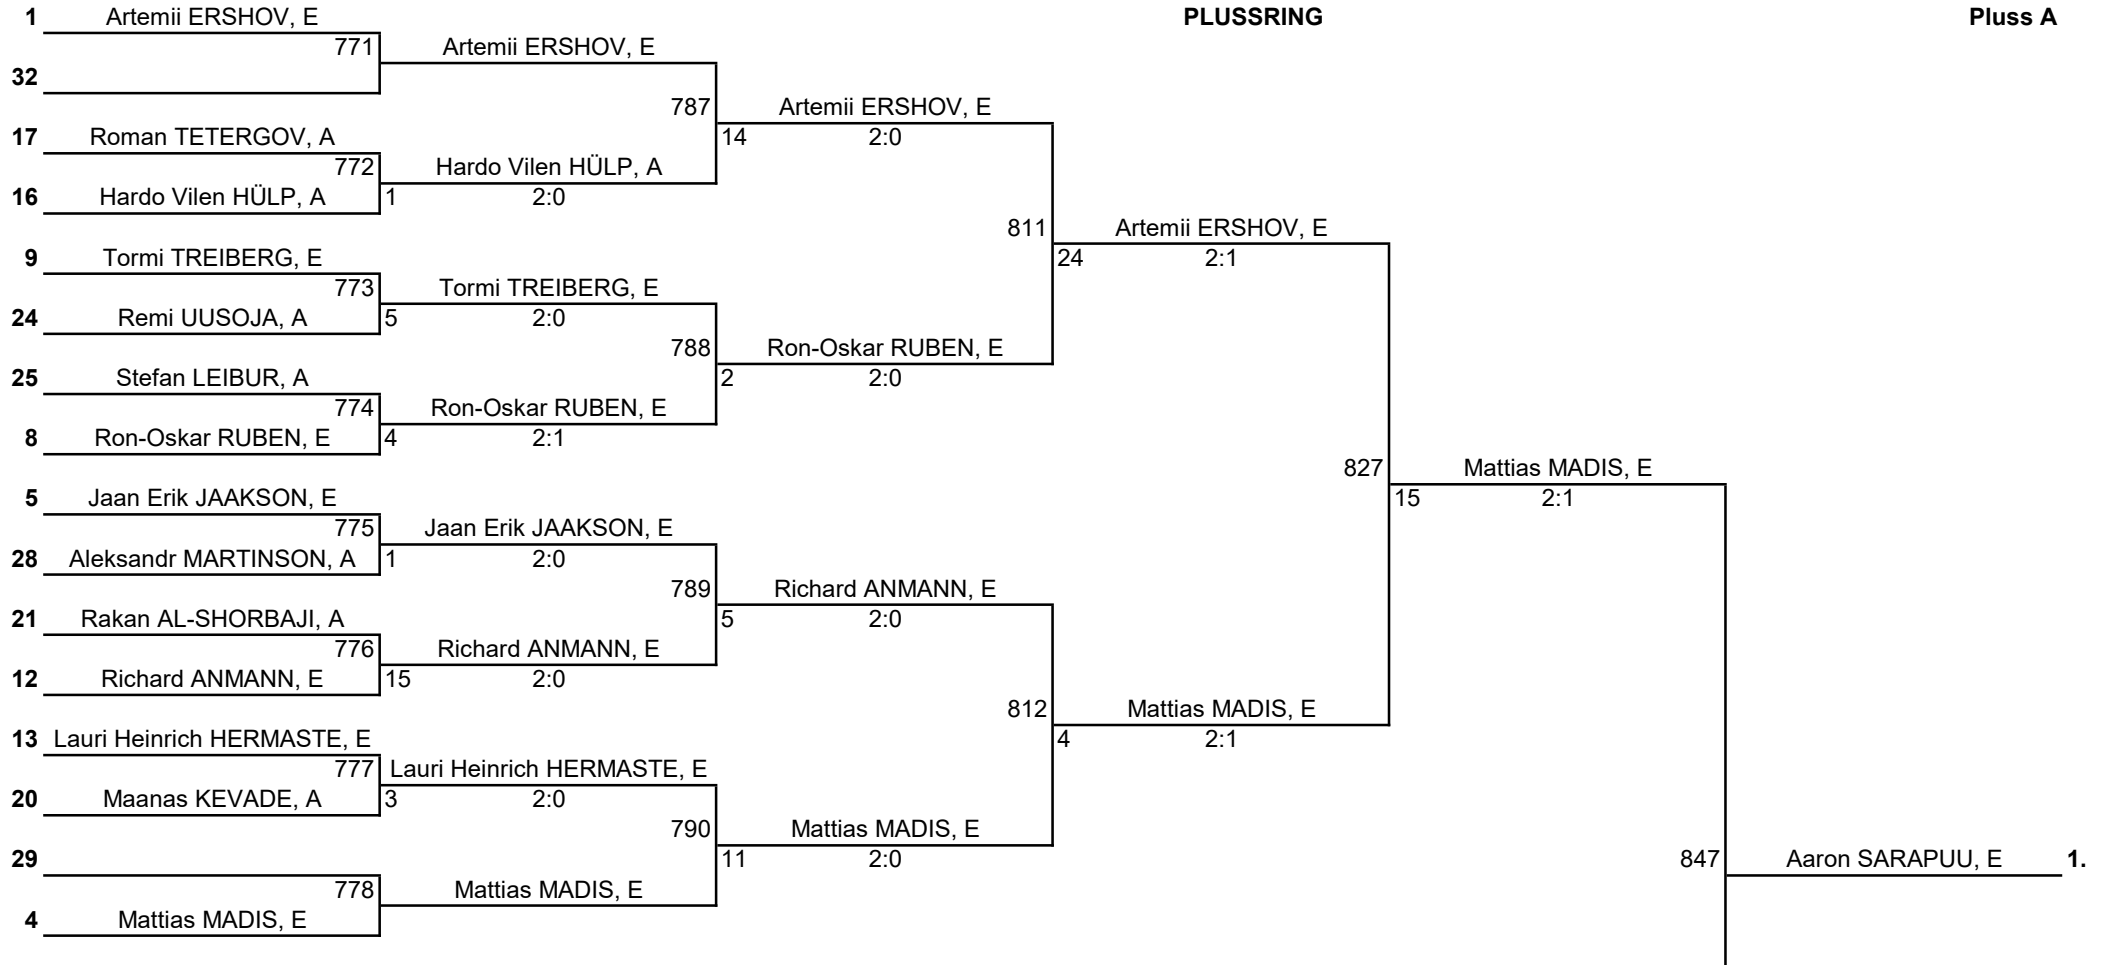 1 Artemii ERSHOV, E PLUSSRING Pluss A
771 Artemii ERSHOV, E
32
787 Artemii ERSHOV, E
17 Roman TETERGOV, A 14 2:0
772 Hardo Vilen HÜLP, A
16 Hardo Vilen HÜLP, A 1 2:0
811 Artemii ERSHOV, E
9 Tormi TREIBERG, E 24 2:1
773 Tormi TREIBERG, E
24 Remi UUSOJA, A 5 2:0
788 Ron-Oskar RUBEN, E
25 Stefan LEIBUR, A 2 2:0
774 Ron-Oskar RUBEN, E
8 Ron-Oskar RUBEN, E 4 2:1
827 Mattias MADIS, E
5 Jaan Erik JAAKSON, E 15 2:1
775 Jaan Erik JAAKSON, E
28 Aleksandr MARTINSON, A 1 2:0
789 Richard ANMANN, E
21 Rakan AL-SHORBAJI, A 5 2:0
776 Richard ANMANN, E
12 Richard ANMANN, E 15 2:0
812 Mattias MADIS, E
13 Lauri Heinrich HERMASTE, E 4 2:1
777 Lauri Heinrich HERMASTE, E
20 Maanas KEVADE, A 3 2:0
790 Mattias MADIS, E
29 11 2:0 847 Aaron SARAPUU, E 1.
778 Mattias MADIS, E
4 Mattias MADIS, E